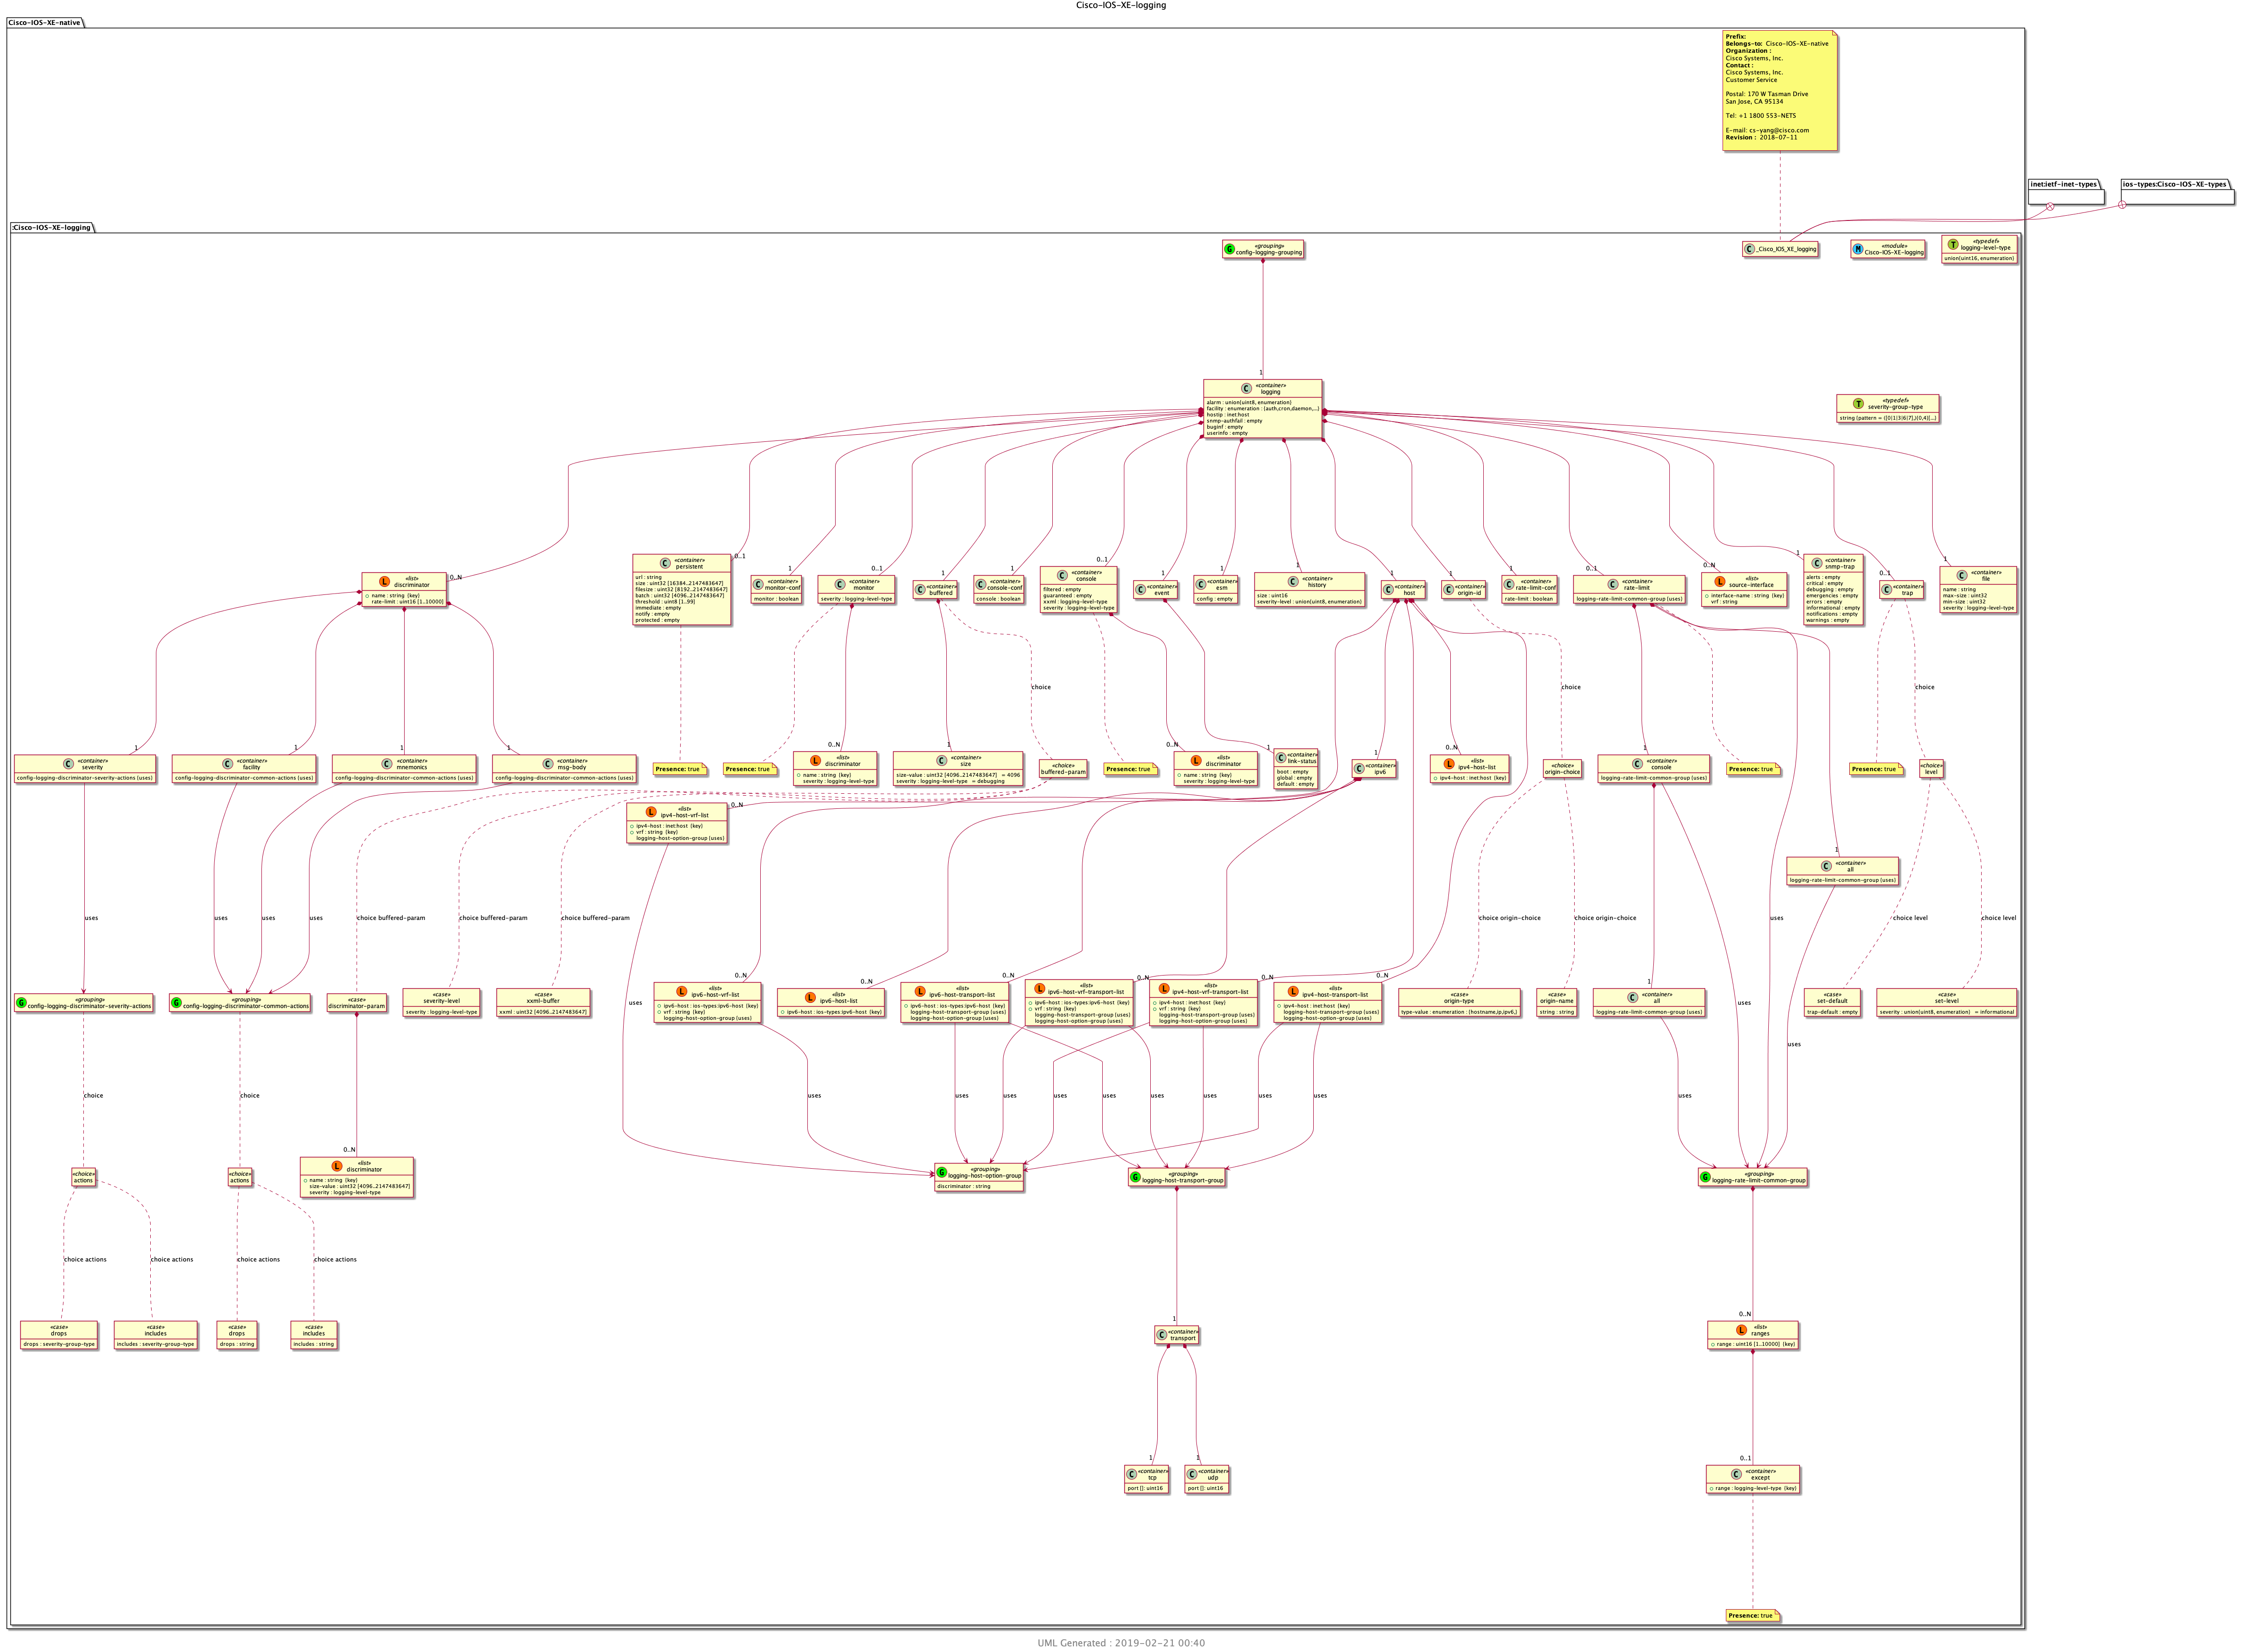 Cisco-IOS-XE-logging
Cisco-IOS-XE-native
Prefix:
Belongs-to: Cisco-IOS-XE-native
Organization :
Cisco Systems, Inc.
Contact :
Cisco Systems, Inc.
Customer Service
Postal: 170 W Tasman Drive
San Jose, CA 95134
Tel: +1 1800 553-NETS
E-mail: cs-yang@cisco.com
Revision : 2018-07-11
inet:ietf-inet-types
ios-types:Cisco-IOS-XE-types
:Cisco-IOS-XE-logging
G «grouping»
config-logging-grouping
C _Cisco_IOS_XE_logging
M «module»
Cisco-IOS-XE-logging
T «typedef»
logging-level-type
union{uint16, enumeration}
1
C «container»
logging
alarm : union{uint8, enumeration}
facility : enumeration : {auth,cron,daemon,...}
hostip : inet:host
snmp-authfail : empty
buginf : empty
userinfo : empty
T «typedef»
severity-group-type
0..N
L «list»
discriminator
name : string {key}
rate-limit : uint16 [1..10000]
0..1
C «container»
persistent
url : string
size : uint32 [16384..2147483647]
filesize : uint32 [8192..2147483647]
batch : uint32 [4096..2147483647]
threshold : uint8 [1..99]
immediate : empty
notify : empty
protected : empty
1
C «container»
monitor-conf
monitor : boolean
0..1
C «container»
monitor
severity : logging-level-type
1
C «container»
buffered
1
C «container»
console-conf
console : boolean
0..1
C «container»
console
filtered : empty
guaranteed : empty
xxml : logging-level-type
severity : logging-level-type
1
C «container»
event
1
C «container»
esm
config : empty
1
C «container»
history
size : uint16
severity-level : union{uint8, enumeration}
1
C «container»
host
1
C «container»
origin-id
1
C «container»
rate-limit-conf
rate-limit : boolean
0..1
C «container»
rate-limit
logging-rate-limit-common-group {uses}
0..N
L «list»
source-interface
interface-name : string {key}
vrf : string
1
C «container»
snmp-trap
alerts : empty
critical : empty
debugging : empty
emergencies : empty
errors : empty
informational : empty
notifications : empty
warnings : empty
0..1
C «container»
trap
1
C «container»
file
name : string
max-size : uint32
min-size : uint32
severity : logging-level-type
choice
choice
choice
1
C «container»
severity
config-logging-discriminator-severity-actions {uses}
1
C «container»
facility
config-logging-discriminator-common-actions {uses}
1
C «container»
mnemonics
config-logging-discriminator-common-actions {uses}
1
C «container»
msg-body
config-logging-discriminator-common-actions {uses}
Presence: true
Presence: true
0..N
L «list»
discriminator
name : string {key}
severity : logging-level-type
1
C «container»
size
size-value : uint32 [4096..2147483647] = 4096
severity : logging-level-type = debugging
«choice»
buffered-param
Presence: true
0..N
L «list»
discriminator
name : string {key}
severity : logging-level-type
1
C «container»
link-status
boot : empty
global : empty
default : empty
1
C «container»
ipv6
0..N
L «list»
ipv4-host-list
ipv4-host : inet:host {key}
«choice»
origin-choice
1
C «container»
console
logging-rate-limit-common-group {uses}
Presence: true
Presence: true
«choice»
level
0..N
L «list»
ipv4-host-vrf-list
ipv4-host : inet:host {key}
vrf : string {key}
logging-host-option-group {uses}
1
C «container»
all
logging-rate-limit-common-group {uses}
uses
uses
uses
uses
choice buffered-param
choice buffered-param
choice buffered-param
choice origin-choice
choice origin-choice
uses
choice level
choice level
G «grouping»
config-logging-discriminator-severity-actions
G «grouping»
config-logging-discriminator-common-actions
«case»
discriminator-param
«case»
severity-level
severity : logging-level-type
«case»
xxml-buffer
xxml : uint32 [4096..2147483647]
uses
0..N
L «list»
ipv6-host-vrf-list
ipv6-host : ios-types:ipv6-host {key}
vrf : string {key}
logging-host-option-group {uses}
0..N
L «list»
ipv6-host-list
ipv6-host : ios-types:ipv6-host {key}
0..N
L «list»
ipv6-host-transport-list
ipv6-host : ios-types:ipv6-host {key}
logging-host-transport-group {uses}
logging-host-option-group {uses}
0..N
L «list»
ipv6-host-vrf-transport-list
ipv6-host : ios-types:ipv6-host {key}
vrf : string {key}
logging-host-transport-group {uses}
logging-host-option-group {uses}
0..N
L «list»
ipv4-host-vrf-transport-list
ipv4-host : inet:host {key}
vrf : string {key}
logging-host-transport-group {uses}
logging-host-option-group {uses}
0..N
L «list»
ipv4-host-transport-list
ipv4-host : inet:host {key}
logging-host-transport-group {uses}
logging-host-option-group {uses}
«case»
origin-type
type-value : enumeration : {hostname,ip,ipv6,}
«case»
origin-name
string : string
1
C «container»
all
logging-rate-limit-common-group {uses}
uses
uses
«case»
set-default
trap-default : empty
«case»
set-level
severity : union{uint8, enumeration} = informational
choice
choice
uses
uses
uses
uses
uses
uses
uses
uses
uses
uses
«choice»
actions
«choice»
actions
0..N
L «list»
discriminator
name : string {key}
size-value : uint32 [4096..2147483647]
severity : logging-level-type
G «grouping»
logging-host-option-group
discriminator : string
G «grouping»
logging-host-transport-group
G «grouping»
logging-rate-limit-common-group
choice actions
choice actions
choice actions
choice actions
«case»
drops
drops : severity-group-type
«case»
includes
includes : severity-group-type
«case»
drops
drops : string
«case»
includes
includes : string
1
C «container»
transport
0..N
L «list»
ranges
range : uint16 [1..10000] {key}
1
C «container»
tcp
port []: uint16
1
C «container»
udp
port []: uint16
0..1
C «container»
except
range : logging-level-type {key}
Presence: true
UML Generated : 2019-02-21 00:40